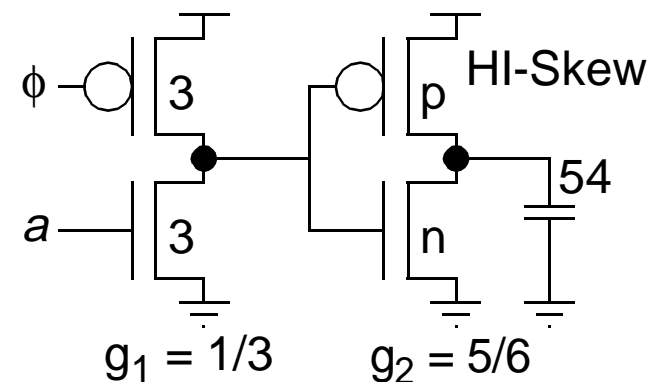 HI-Skew
ϕ 3 p
54
a 3 n
g1 = 1/3 g2 = 5/6